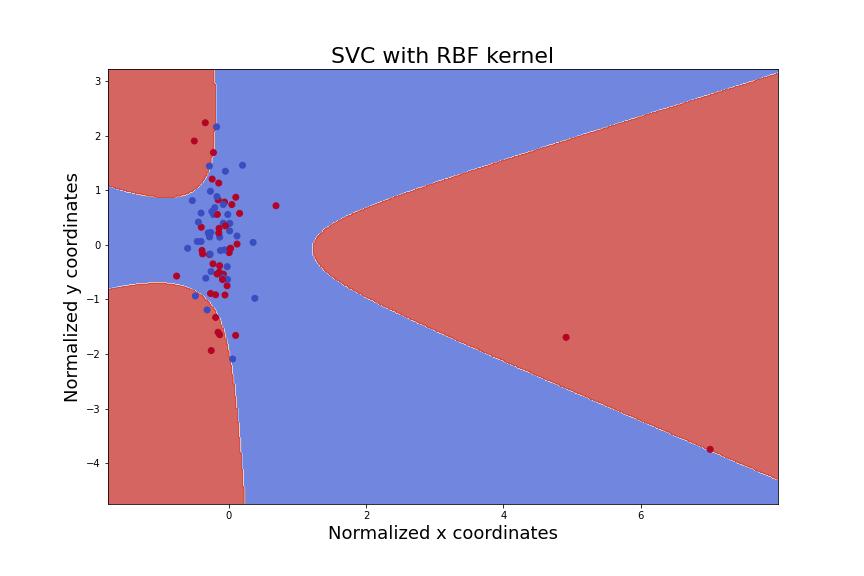 SVC with RBF kernel
3
2
1
0
−1
−2
−3
−4
Normalized y coordinates
0 2 4 6
Normalized x coordinates